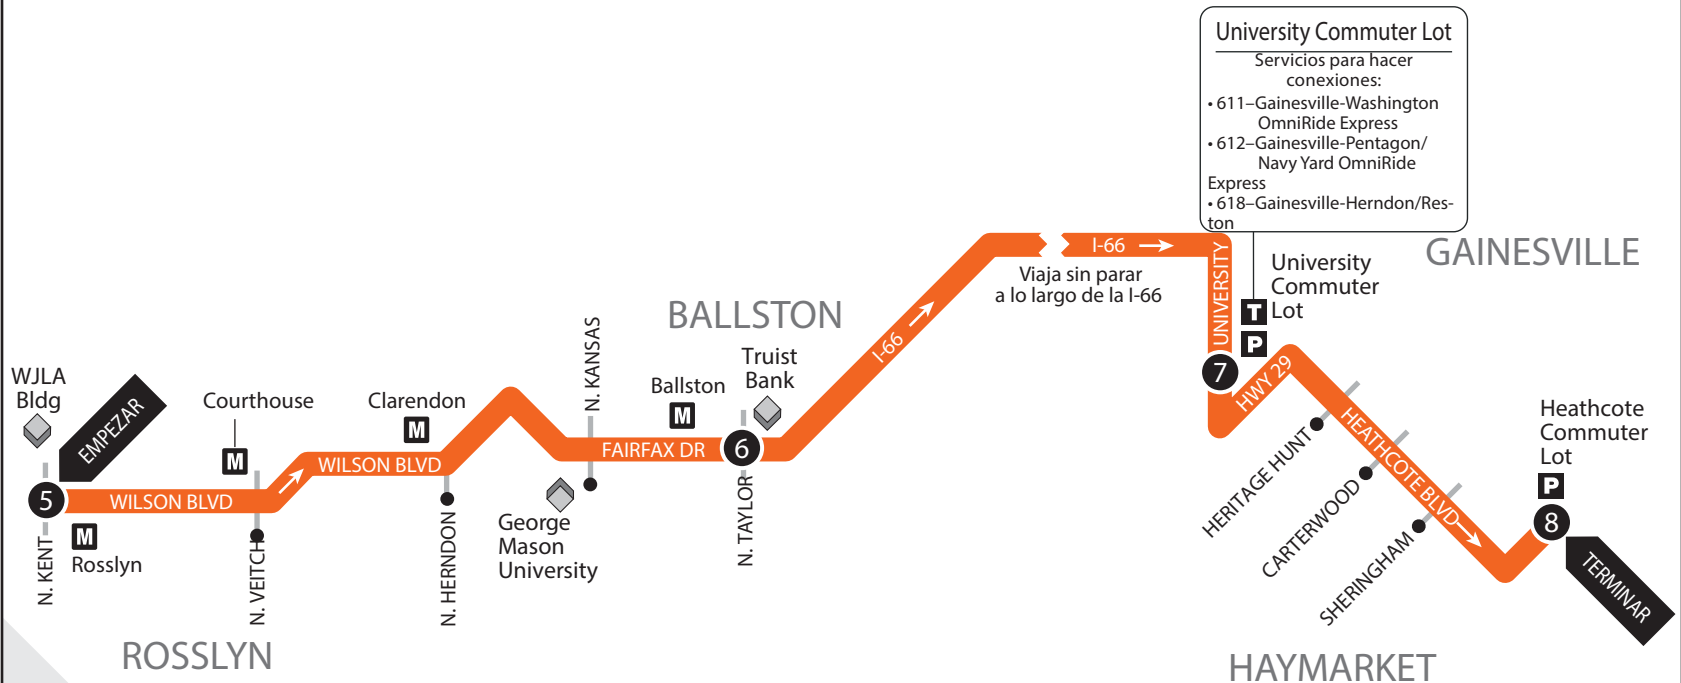 University Commuter Lot
Servicios para hacer
conexiones:
• 611–Gainesville-Washington
OmniRide Express
• 612–Gainesville-Pentagon/
Navy Yard OmniRide
Express
• 618–Gainesville-Herndon/Res-
ton
GAINESVILLE
I-66
Viaja sin parar
a lo largo de la I-66
UNIVERSITY
University
Commuter
Lot
T
P
7
HWY 29
BALLSTON
I-66
N. KANSAS
Truist
Bank
Ballston
M
WJLA
Bldg
EMPEZAR
Courthouse
M
Clarendon
M
5
WILSON BLVD
WILSON BLVD
FAIRFAX DR
6
M
Rosslyn
N. KENT
N. VEITCH
N. HERNDON
George
Mason
University
N. TAYLOR
HERITAGE HUNT
CARTERWOOD
SHERINGHAM
HEATHCOTE BLVD
Heathcote
Commuter
Lot
P
8
TERMINAR
ROSSLYN
HAYMARKET